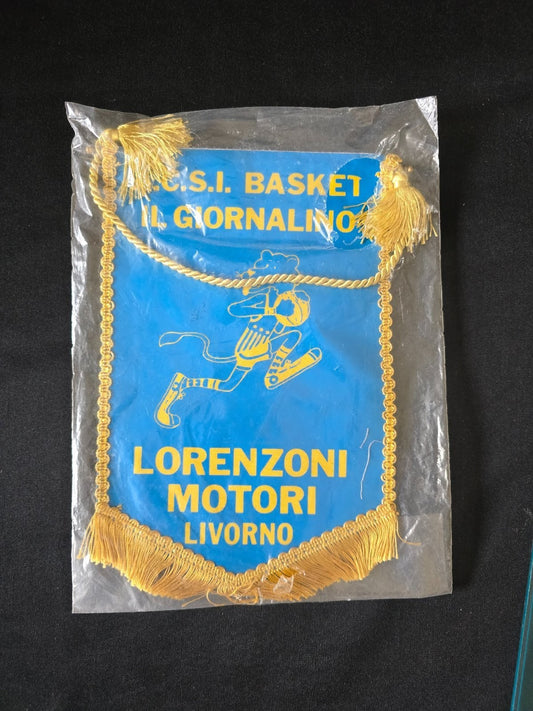 .C.S.I. BASKET
IL GIORNALINO
LORENZONI
MOTORI
LIVORNO